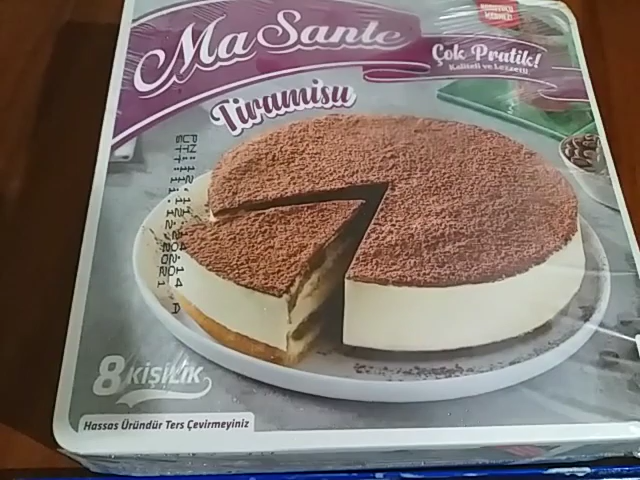 Ma Sante
Çok Pratik!
Kaliteli ve Lezzetli
Tiramisu
8 KİŞİLİK
Hassas Üründür Ters Çevirmeyiniz